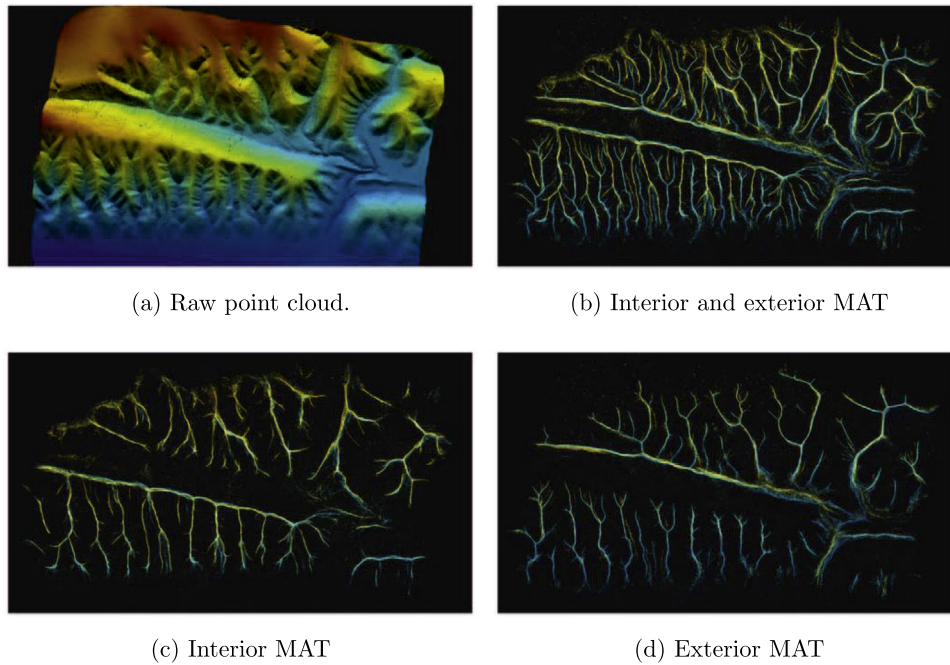 (a) Raw point cloud.
(b) Interior and exterior MAT
(c) Interior MAT
(d) Exterior MAT